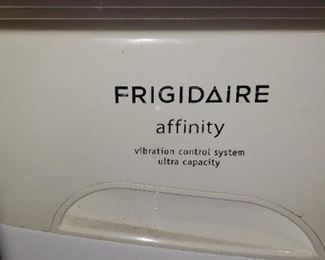 FRIGIDAIRE
affinity
vibration control system
ultra capacity